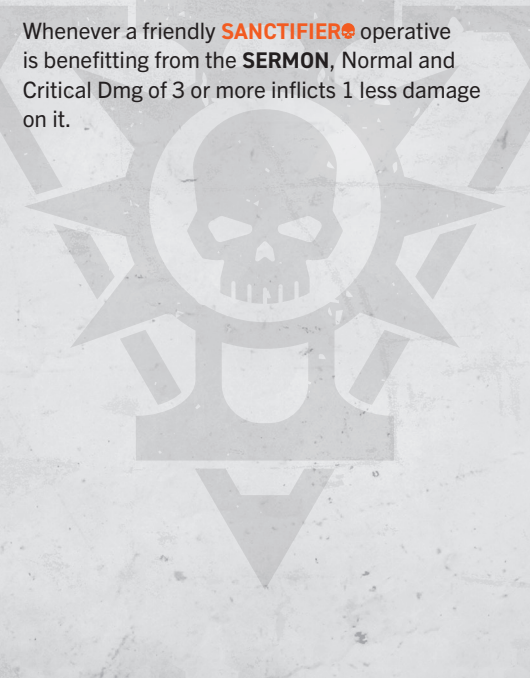 Whenever a friendly SANCTIFIER operative
is benefitting from the SERMON, Normal and
Critical Dmg of 3 or more inflicts 1 less damage
on it.